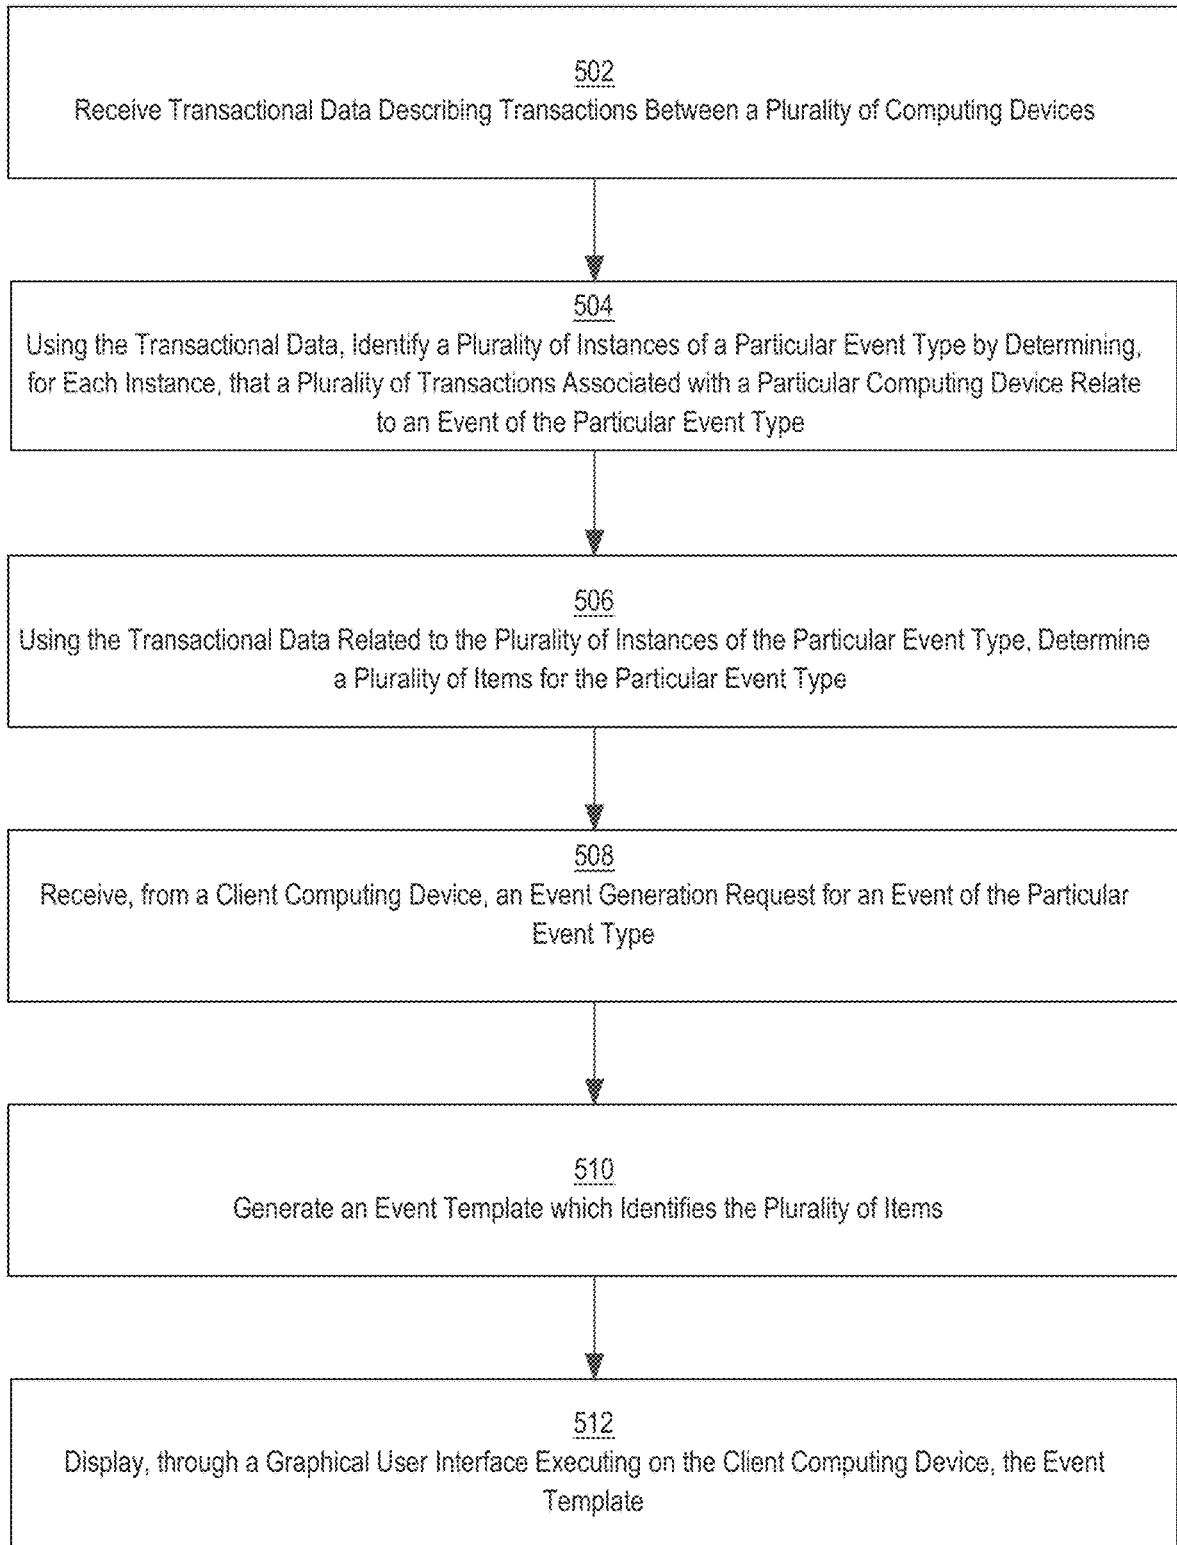 502
Receive Transactional Data Describing Transactions Between a Plurality of Computing Devices
504
Using the Transactional Data, Identify a Plurality of Instances of a Particular Event Type by Determining,
for Each Instance, that a Plurality of Transactions Associated with a Particular Computing Device Relate
to an Event of the Particular Event Type
506
Using the Transactional Data Related to the Plurality of Instances of the Particular Event Type, Determine
a Plurality of Items for the Particular Event Type
508
Receive, from a Client Computing Device, an Event Generation Request for an Event of the Particular
Event Type
510
Generate an Event Template which Identifies the Plurality of Items
512
Display, through a Graphical User Interface Executing on the Client Computing Device, the Event
Template